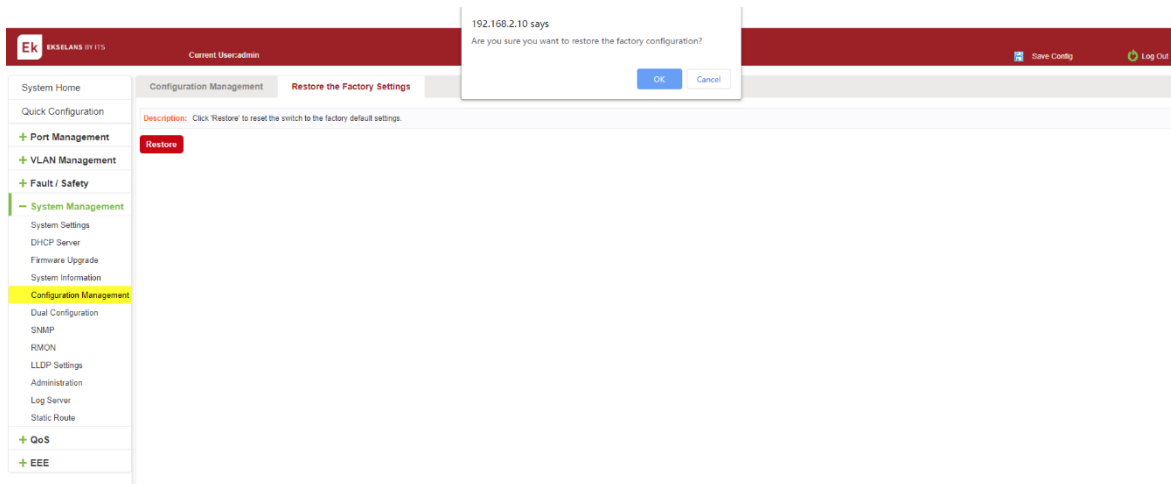 192.168.2.10 says
Are you sure you want to restore the factory configuration?
OK Cancel
Ek EKSELANS BY ITS
Current User:admin
Save Config
Log Out
System Home
Quick Configuration
+ Port Management
+ VLAN Management
+ Fault / Safety
− System Management
System Settings
DHCP Server
Firmware Upgrade
System Information
Configuration Management
Dual Configuration
SNMP
RMON
LLDP Settings
Administration
Log Server
Static Route
+ QoS
+ EEE
Configuration Management Restore the Factory Settings
Description: Click 'Restore' to reset the switch to the factory default settings.
Restore